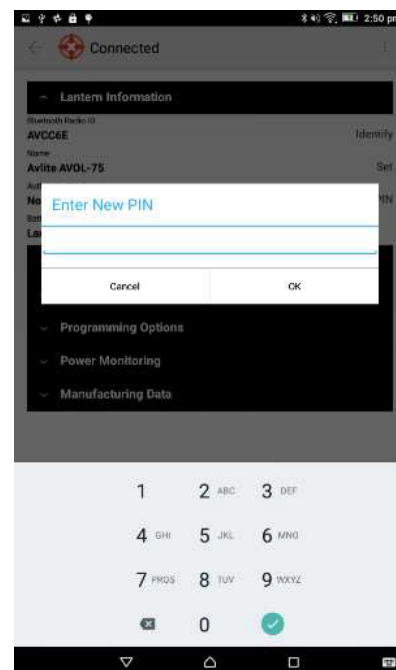 2:50 pm
Connected
Lantern Information
Bluetooth Radio ID
AVCC6E
Identify
Name
Avlite AVOL-75
Set
No
PIN
Enter New PIN
Cancel
OK
Programming Options
Power Monitoring
Manufacturing Data
1
2 ABC
3 DEF
4 GHI
5 JKL
6 MNO
7 PRQS
8 TUV
9 WXYZ
0